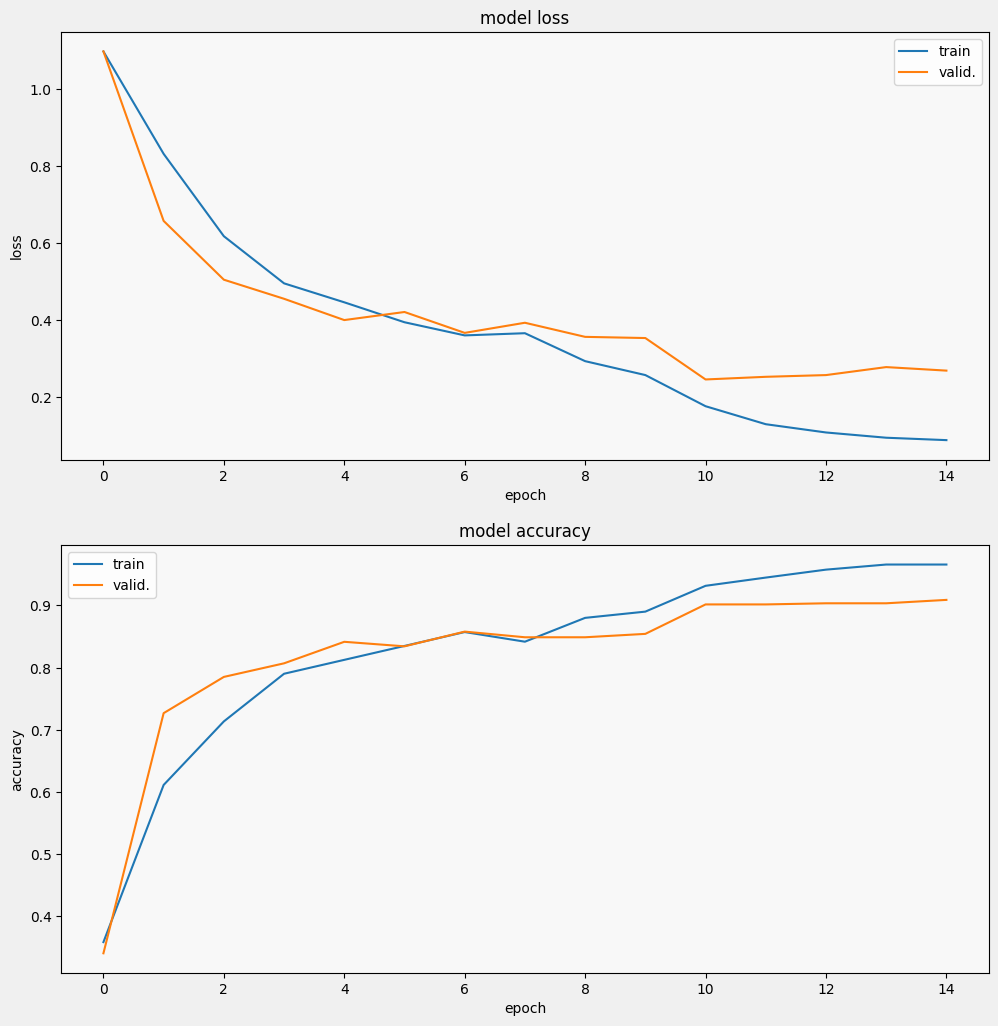 model loss
train
valid.
1.0
0.8
0.6
0.4
0.2
loss
0 2 4 6 8 10 12 14
epoch
model accuracy
train
valid.
0.9
0.8
0.7
0.6
0.5
0.4
accuracy
0 2 4 6 8 10 12 14
epoch